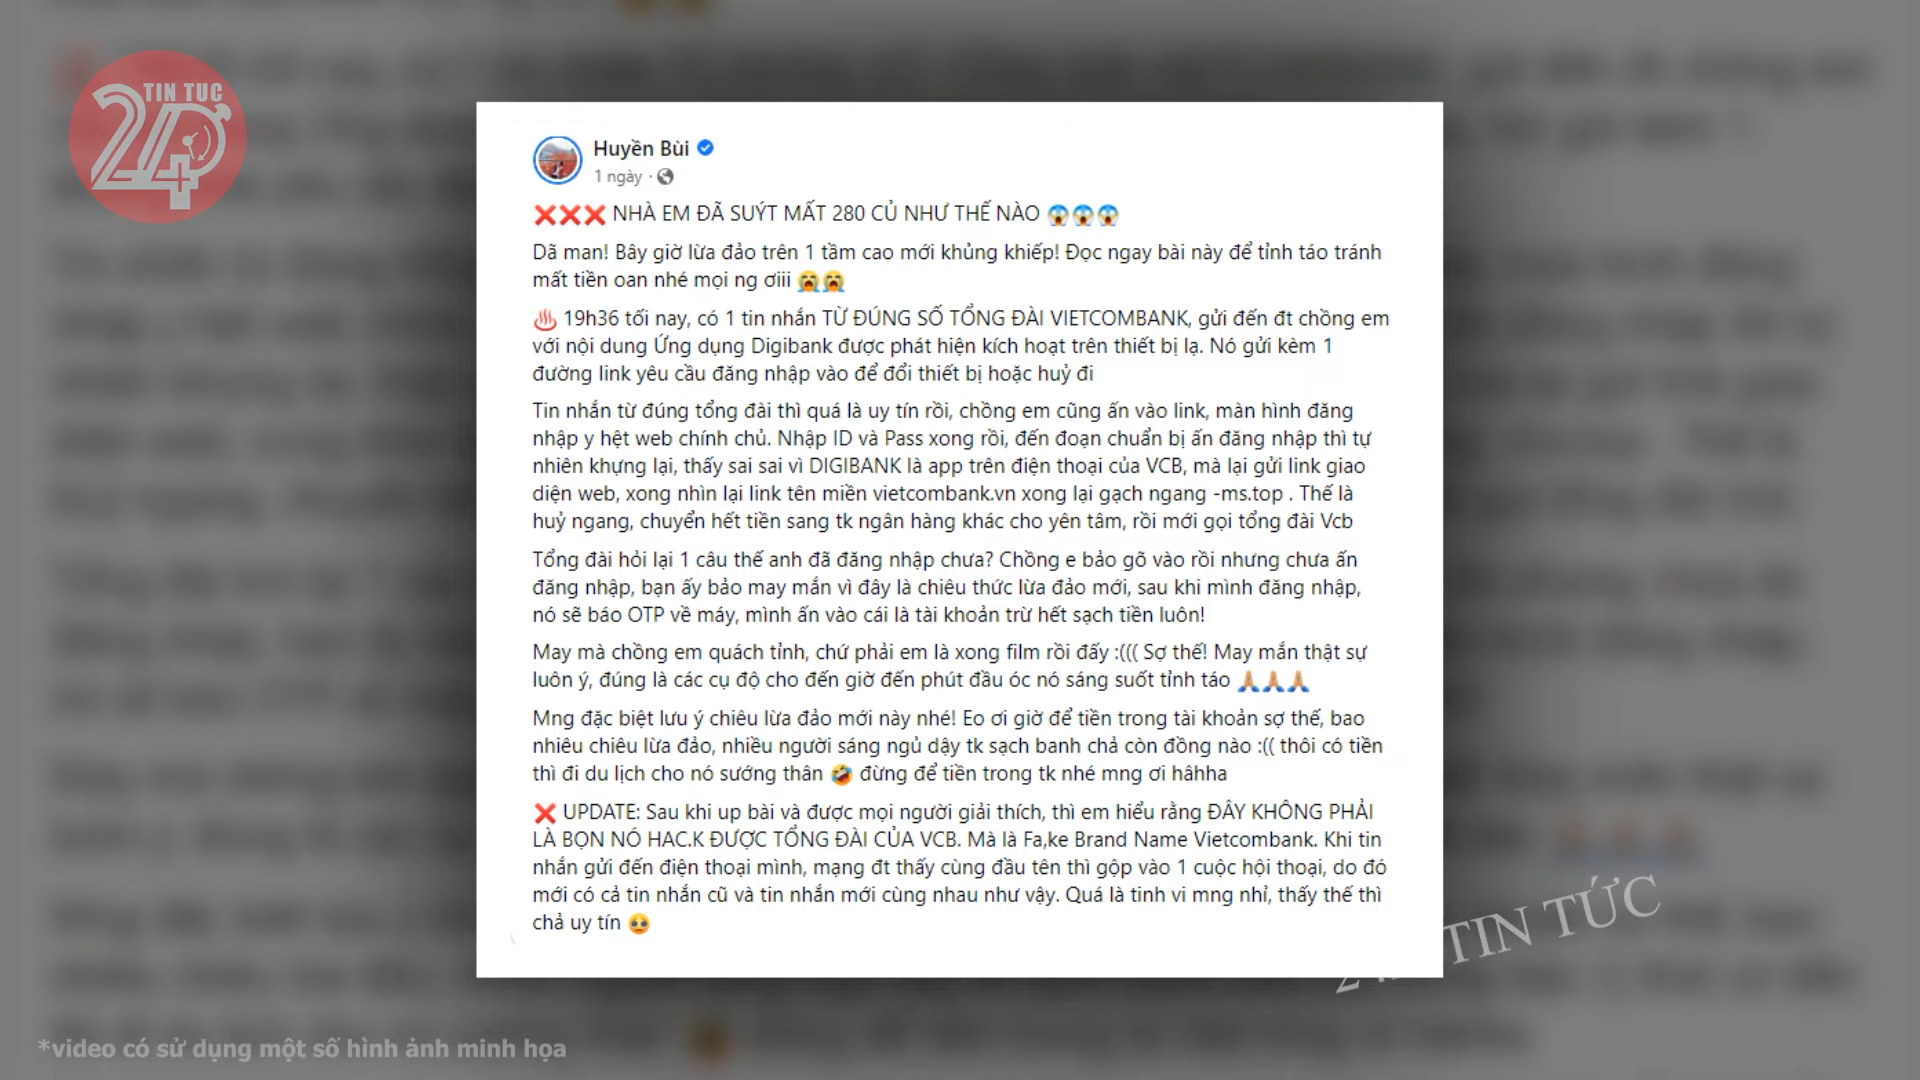 TIN TUC
24
Huyền Bùi
1 ngày ·
❌❌❌ NHÀ EM ĐÃ SUÝT MẤT 280 CỦ NHƯ THẾ NÀO 😱😱😱
Dã man! Bây giờ lừa đảo trên 1 tầm cao mới khủng khiếp! Đọc ngay bài này để tỉnh táo tránh
mất tiền oan nhé mọi ng ơiii 😭😭
♨️ 19h36 tối nay, có 1 tin nhắn TỪ ĐÚNG SỐ TỔNG ĐÀI VIETCOMBANK, gửi đến đt chồng em
với nội dung Ứng dụng Digibank được phát hiện kích hoạt trên thiết bị lạ. Nó gửi kèm 1
đường link yêu cầu đăng nhập vào để đổi thiết bị hoặc huỷ đi
Tin nhắn từ đúng tổng đài thì quá là uy tín rồi, chồng em cũng ấn vào link, màn hình đăng
nhập y hệt web chính chủ. Nhập ID và Pass xong rồi, đến đoạn chuẩn bị ấn đăng nhập thì tự
nhiên khựng lại, thấy sai sai vì DIGIBANK là app trên điện thoại của VCB, mà lại gửi link giao
diện web, xong nhìn lại link tên miền vietcombank.vn xong lại gạch ngang -ms.top . Thế là
huỷ ngang, chuyển hết tiền sang tk ngân hàng khác cho yên tâm, rồi mới gọi tổng đài Vcb
Tổng đài hỏi lại 1 câu thế anh đã đăng nhập chưa? Chồng e bảo gõ vào rồi nhưng chưa ấn
đăng nhập, bạn ấy bảo may mắn vì đây là chiêu thức lừa đảo mới, sau khi mình đăng nhập,
nó sẽ báo OTP về máy, mình ấn vào cái là tài khoản trừ hết sạch tiền luôn!
May mà chồng em quách tỉnh, chứ phải em là xong film rồi đấy :((( Sợ thế! May mắn thật sự
luôn ý, đúng là các cụ độ cho đến giờ đến phút đầu óc nó sáng suốt tỉnh táo 🙏🙏🙏
Mng đặc biệt lưu ý chiêu lừa đảo mới này nhé! Eo ơi giờ để tiền trong tài khoản sợ thế, bao
nhiêu chiêu lừa đảo, nhiều người sáng ngủ dậy tk sạch banh chả còn đồng nào :(( thôi có tiền
thì đi du lịch cho nó sướng thân 🤣 đừng để tiền trong tk nhé mng ơi hâhha
❌ UPDATE: Sau khi up bài và được mọi người giải thích, thì em hiểu rằng ĐÂY KHÔNG PHẢI
LÀ BỌN NÓ HAC.K ĐƯỢC TỔNG ĐÀI CỦA VCB. Mà là Fa,ke Brand Name Vietcombank. Khi tin
nhắn gửi đến điện thoại mình, mạng đt thấy cùng đầu tên thì gộp vào 1 cuộc hội thoại, do đó
mới có cả tin nhắn cũ và tin nhắn mới cùng nhau như vậy. Quá là tinh vi mng nhỉ, thấy thế thì
chả uy tín 🥺
TIN TỨC
*video có sử dụng một số hình ảnh minh họa